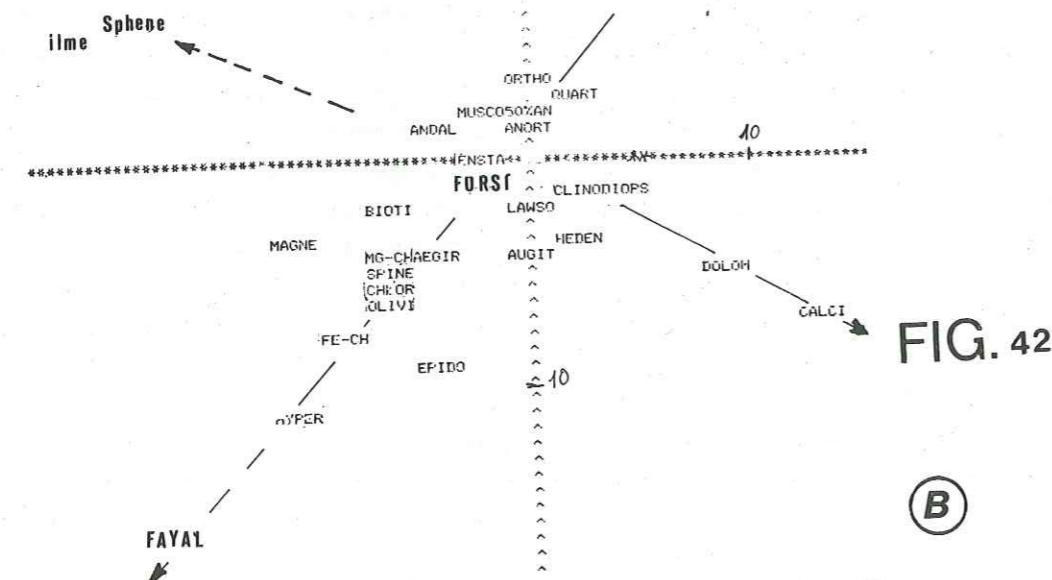 Sphene
ilme
ORTHO
QUART
MUSCO50%AN
ANDAL ANORT
10
ENSTA
FORST
CLINODIOPS
BIOTI LAWSO
MAGNE HEDEN
MG-CHAEGIR AUGIT
SPINE DOLOM
CHLOR
OLIVI
CALCI
FIG. 42
FE-CH
EPIDO
10
FAYAL
B